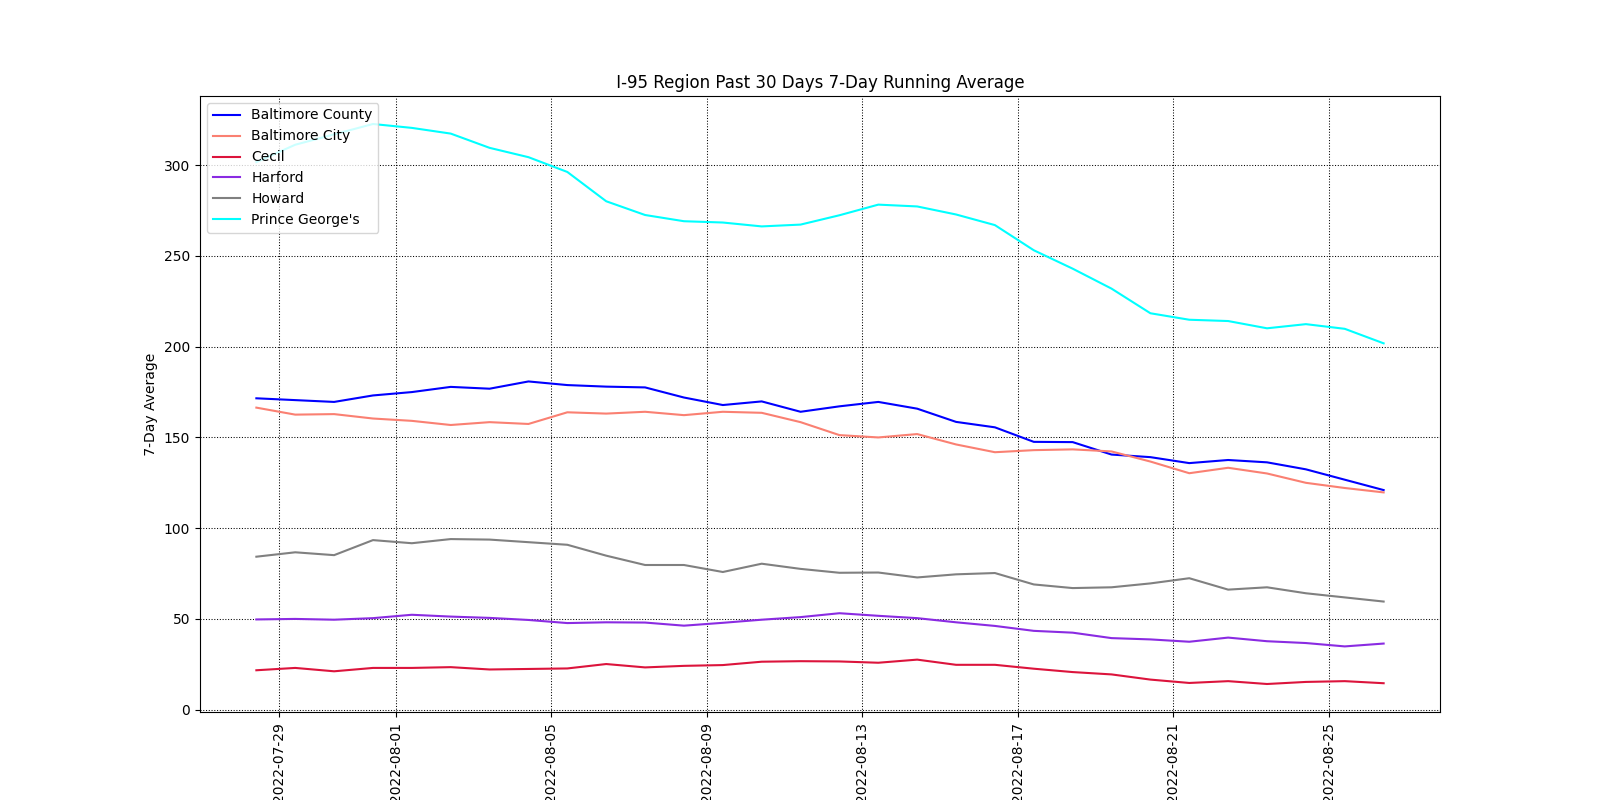 I-95 Region Past 30 Days 7-Day Running Average
Baltimore County
Baltimore City
Cecil
Harford
Howard
Prince George's
7-Day Average
300
250
200
150
100
50
0
2022-07-29
2022-08-01
2022-08-05
2022-08-09
2022-08-13
2022-08-17
2022-08-21
2022-08-25